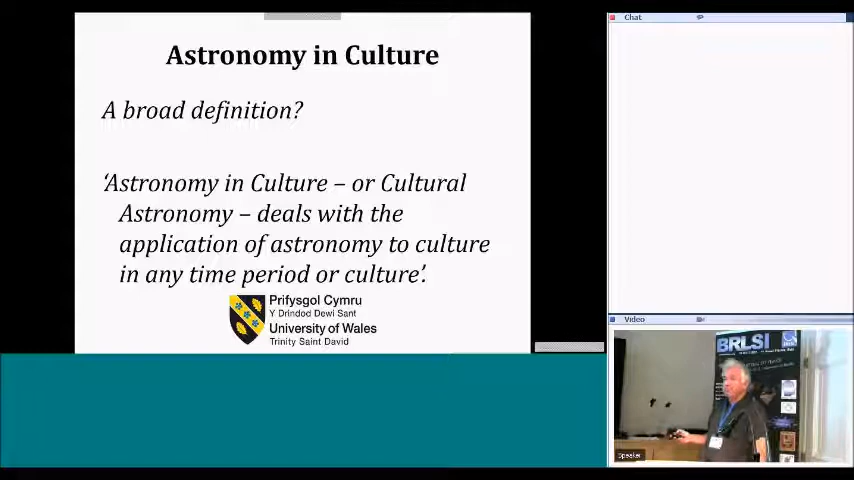 Astronomy in Culture
A broad definition?
‘Astronomy in Culture – or Cultural
Astronomy – deals with the
application of astronomy to culture
in any time period or culture’.
Prifysgol Cymru
Y Drindod Dewi Sant
University of Wales
Trinity Saint David
Chat
Video
BRLSI
Speaker